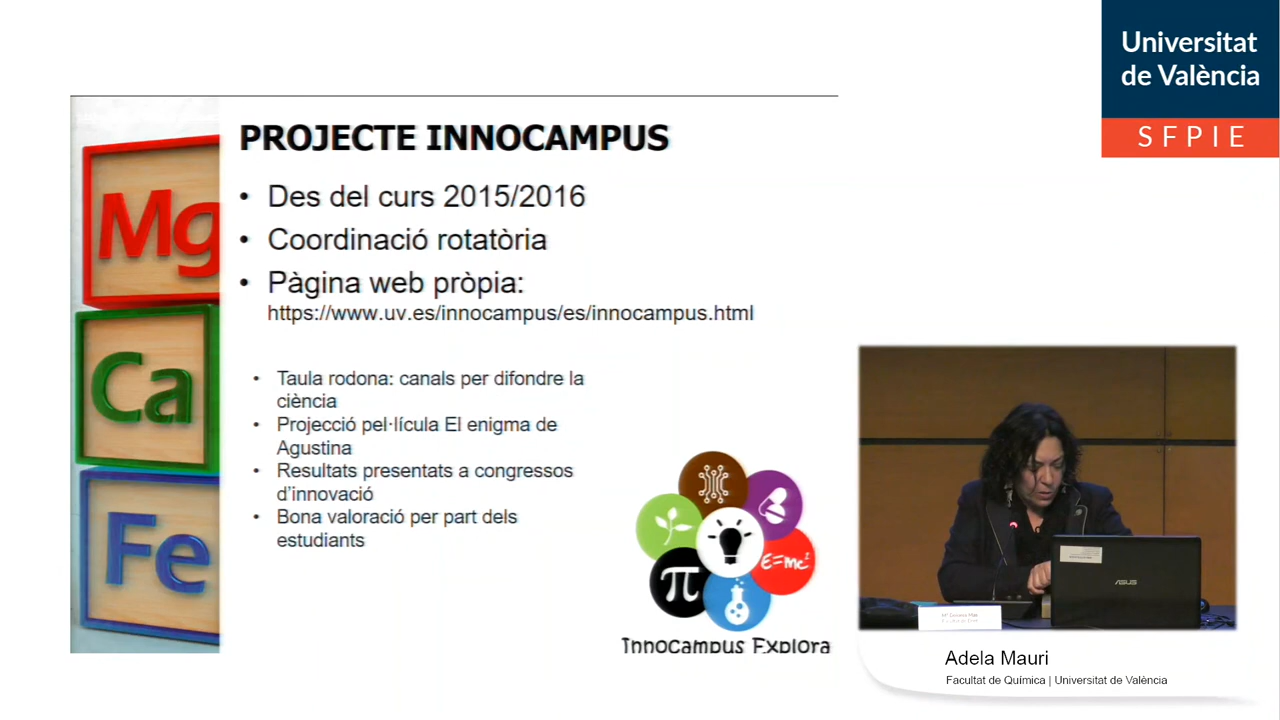 Universitat
de València
SFPIE
PROJECTE INNOCAMPUS
• Des del curs 2015/2016
• Coordinació rotatòria
• Pàgina web pròpia:
https://www.uv.es/innocampus/es/innocampus.html
• Taula rodona: canals per difondre la
ciència
• Projecció pel·lícula El enigma de
Agustina
• Resultats presentats a congressos
d'innovació
• Bona valoració per part dels
estudiants
Mg
Ca
Fe
E=mc²
π
Innocampus Explora
ASUS
Adela Mauri
Facultat de Química | Universitat de València